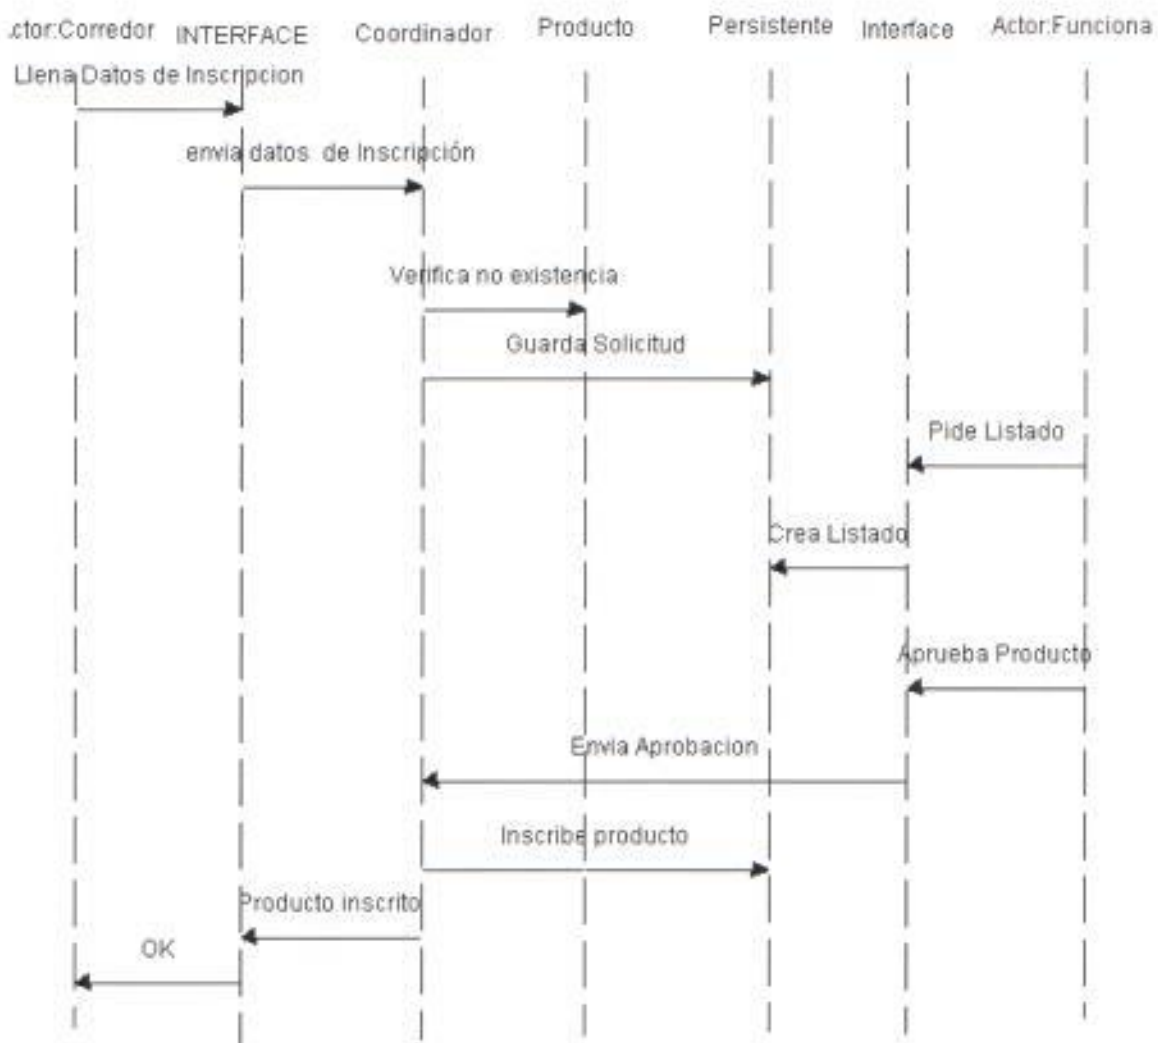 ctor:Corredor
INTERFACE
Coordinador
Producto
Persistente
Interface
Actor:Funciona
Llena Datos de Inscripcion
envia datos de Inscripción
Verifica no existencia
Guarda Solicitud
Pide Listado
Crea Listado
Aprueba Producto
Envia Aprobacion
Inscribe producto
Producto inscrito
OK